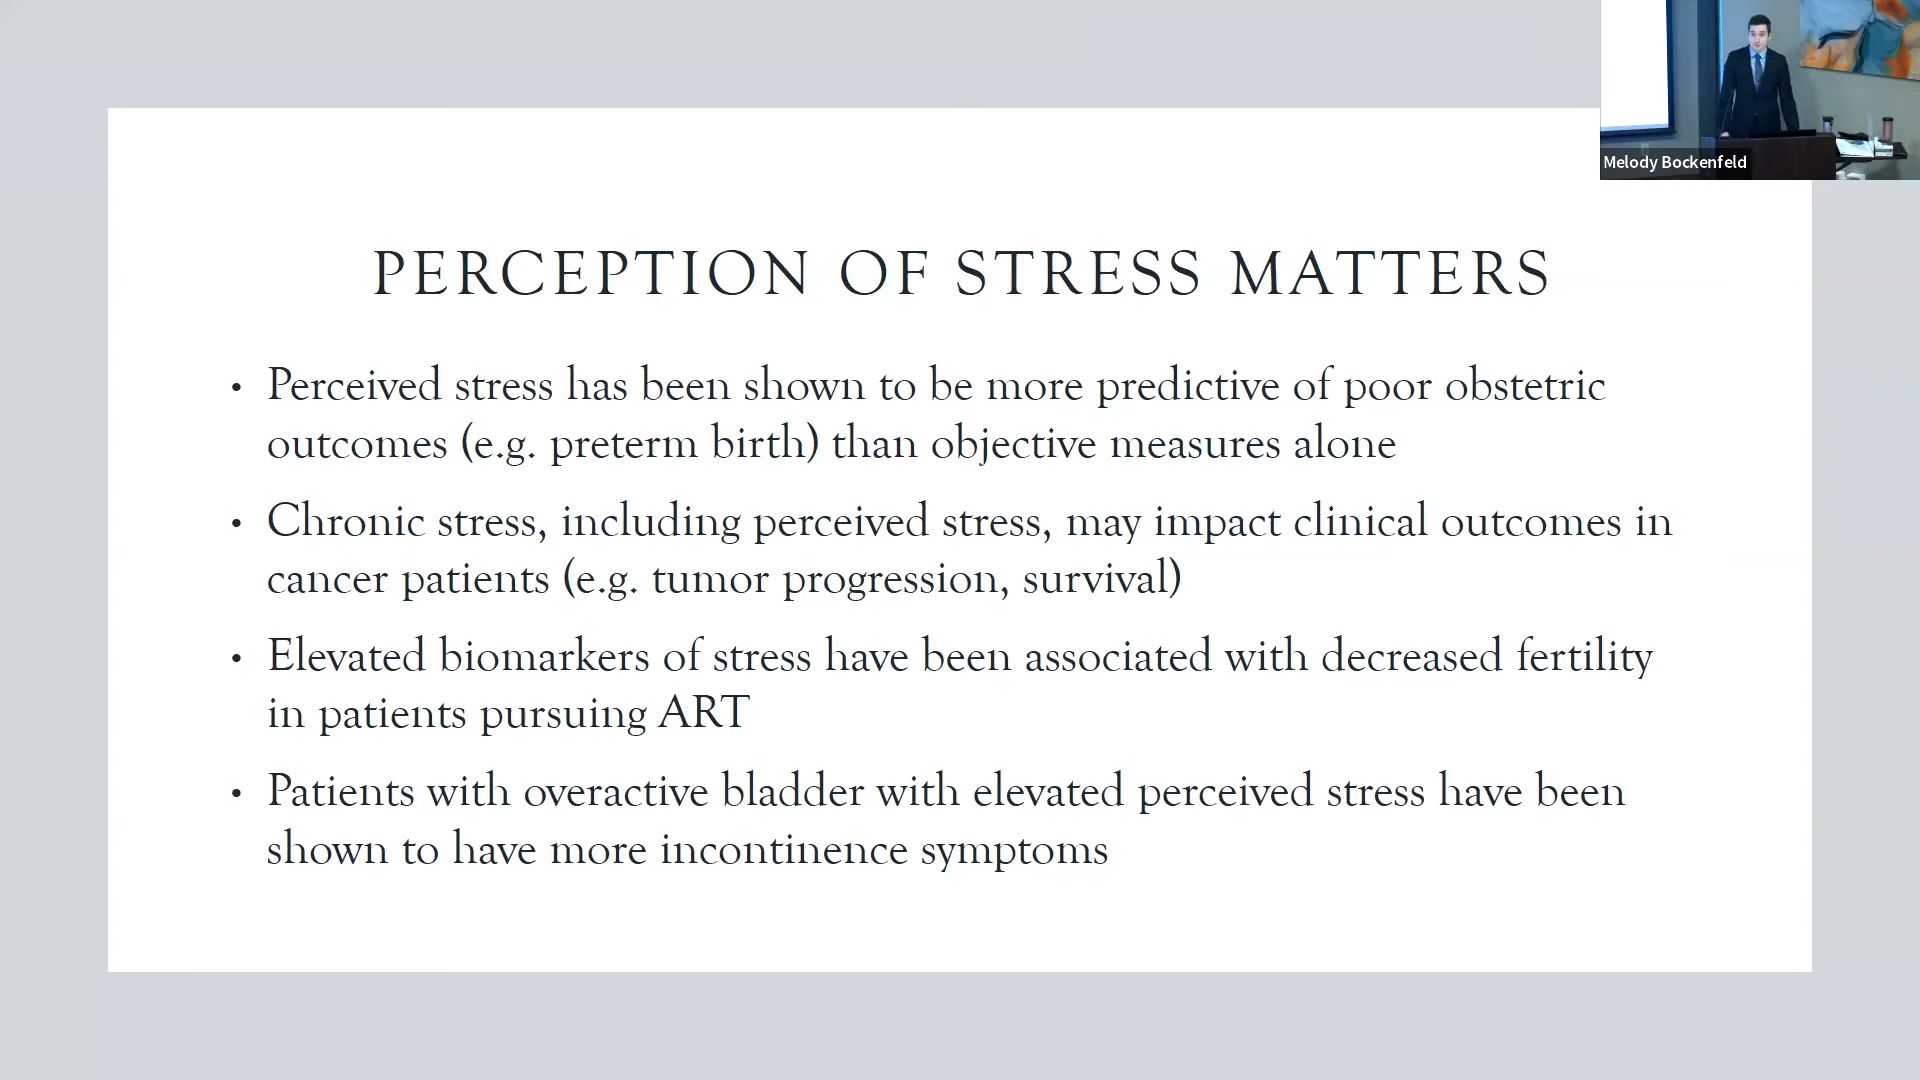 Melody Bockenfeld
PERCEPTION OF STRESS MATTERS
• Perceived stress has been shown to be more predictive of poor obstetric
outcomes (e.g. preterm birth) than objective measures alone
• Chronic stress, including perceived stress, may impact clinical outcomes in
cancer patients (e.g. tumor progression, survival)
• Elevated biomarkers of stress have been associated with decreased fertility
in patients pursuing ART
• Patients with overactive bladder with elevated perceived stress have been
shown to have more incontinence symptoms